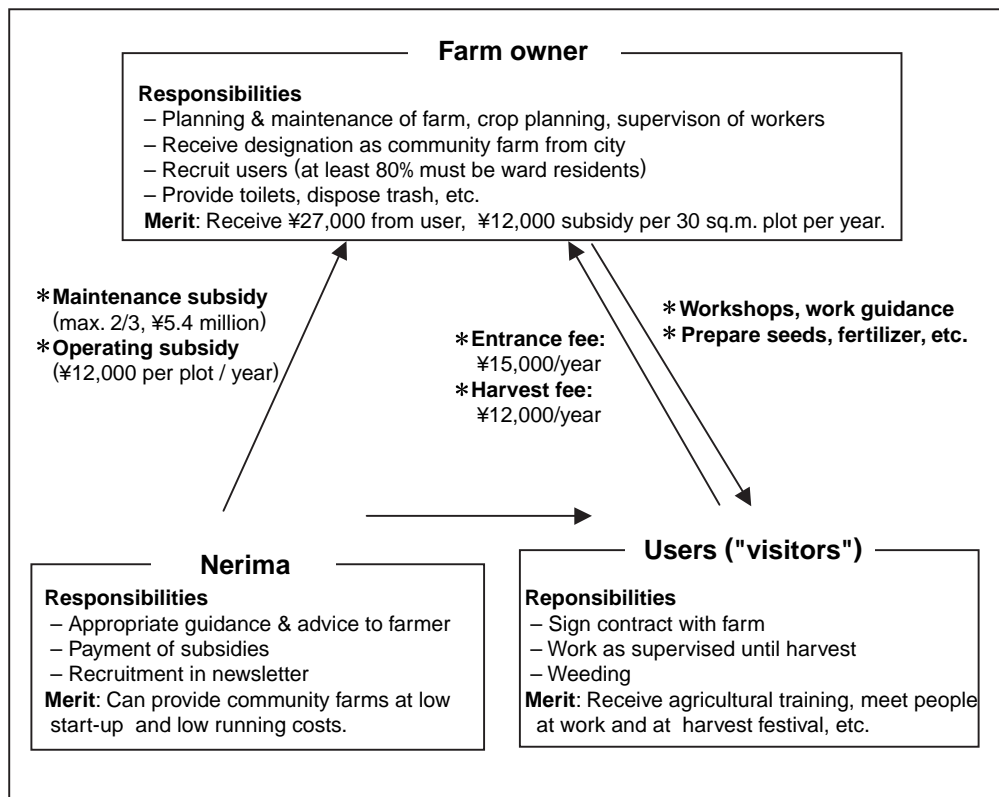 Farm owner
Responsibilities
– Planning & maintenance of farm, crop planning, supervison of workers
– Receive designation as community farm from city
– Recruit users (at least 80% must be ward residents)
– Provide toilets, dispose trash, etc.
Merit: Receive ¥27,000 from user, ¥12,000 subsidy per 30 sq.m. plot per year.
*Maintenance subsidy
(max. 2/3, ¥5.4 million)
*Operating subsidy
(¥12,000 per plot / year)
*Entrance fee:
¥15,000/year
*Harvest fee:
¥12,000/year
*Workshops, work guidance
*Prepare seeds, fertilizer, etc.
Nerima
Responsibilities
– Appropriate guidance & advice to farmer
– Payment of subsidies
– Recruitment in newsletter
Merit: Can provide community farms at low
start-up and low running costs.
Users ("visitors")
Reponsibilities
– Sign contract with farm
– Work as supervised until harvest
– Weeding
Merit: Receive agricultural training, meet people
at work and at harvest festival, etc.